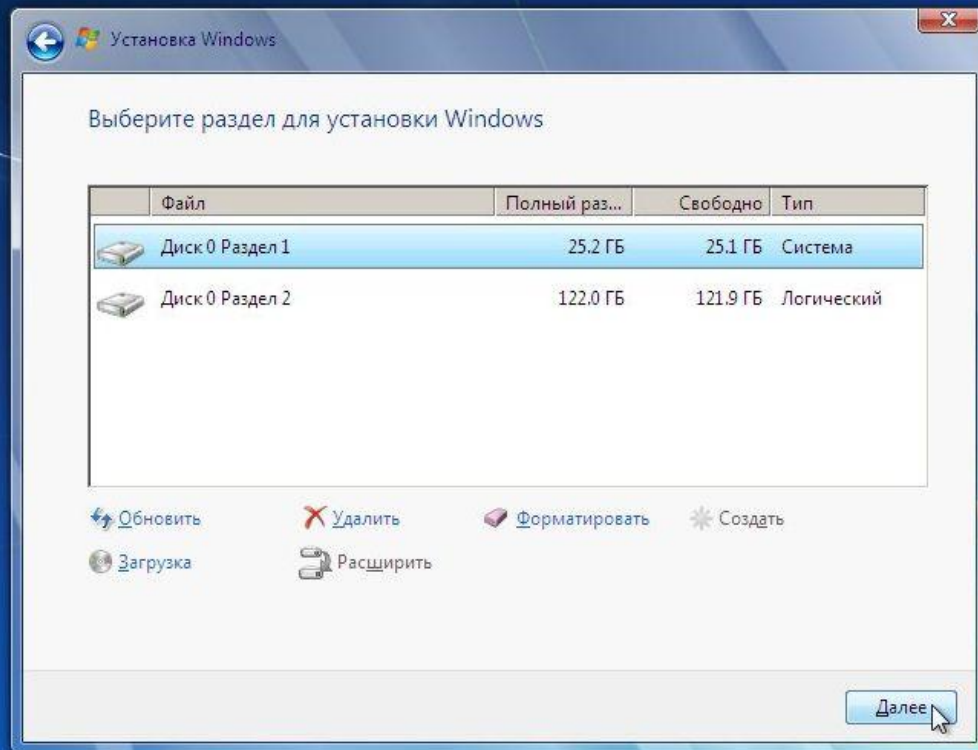 Установка Windows
Выберите раздел для установки Windows
Файл Полный раз... Свободно Тип
Диск 0 Раздел 1 25.2 ГБ 25.1 ГБ Система
Диск 0 Раздел 2 122.0 ГБ 121.9 ГБ Логический
Обновить Удалить Форматировать Создать
Загрузка Расширить
Далее